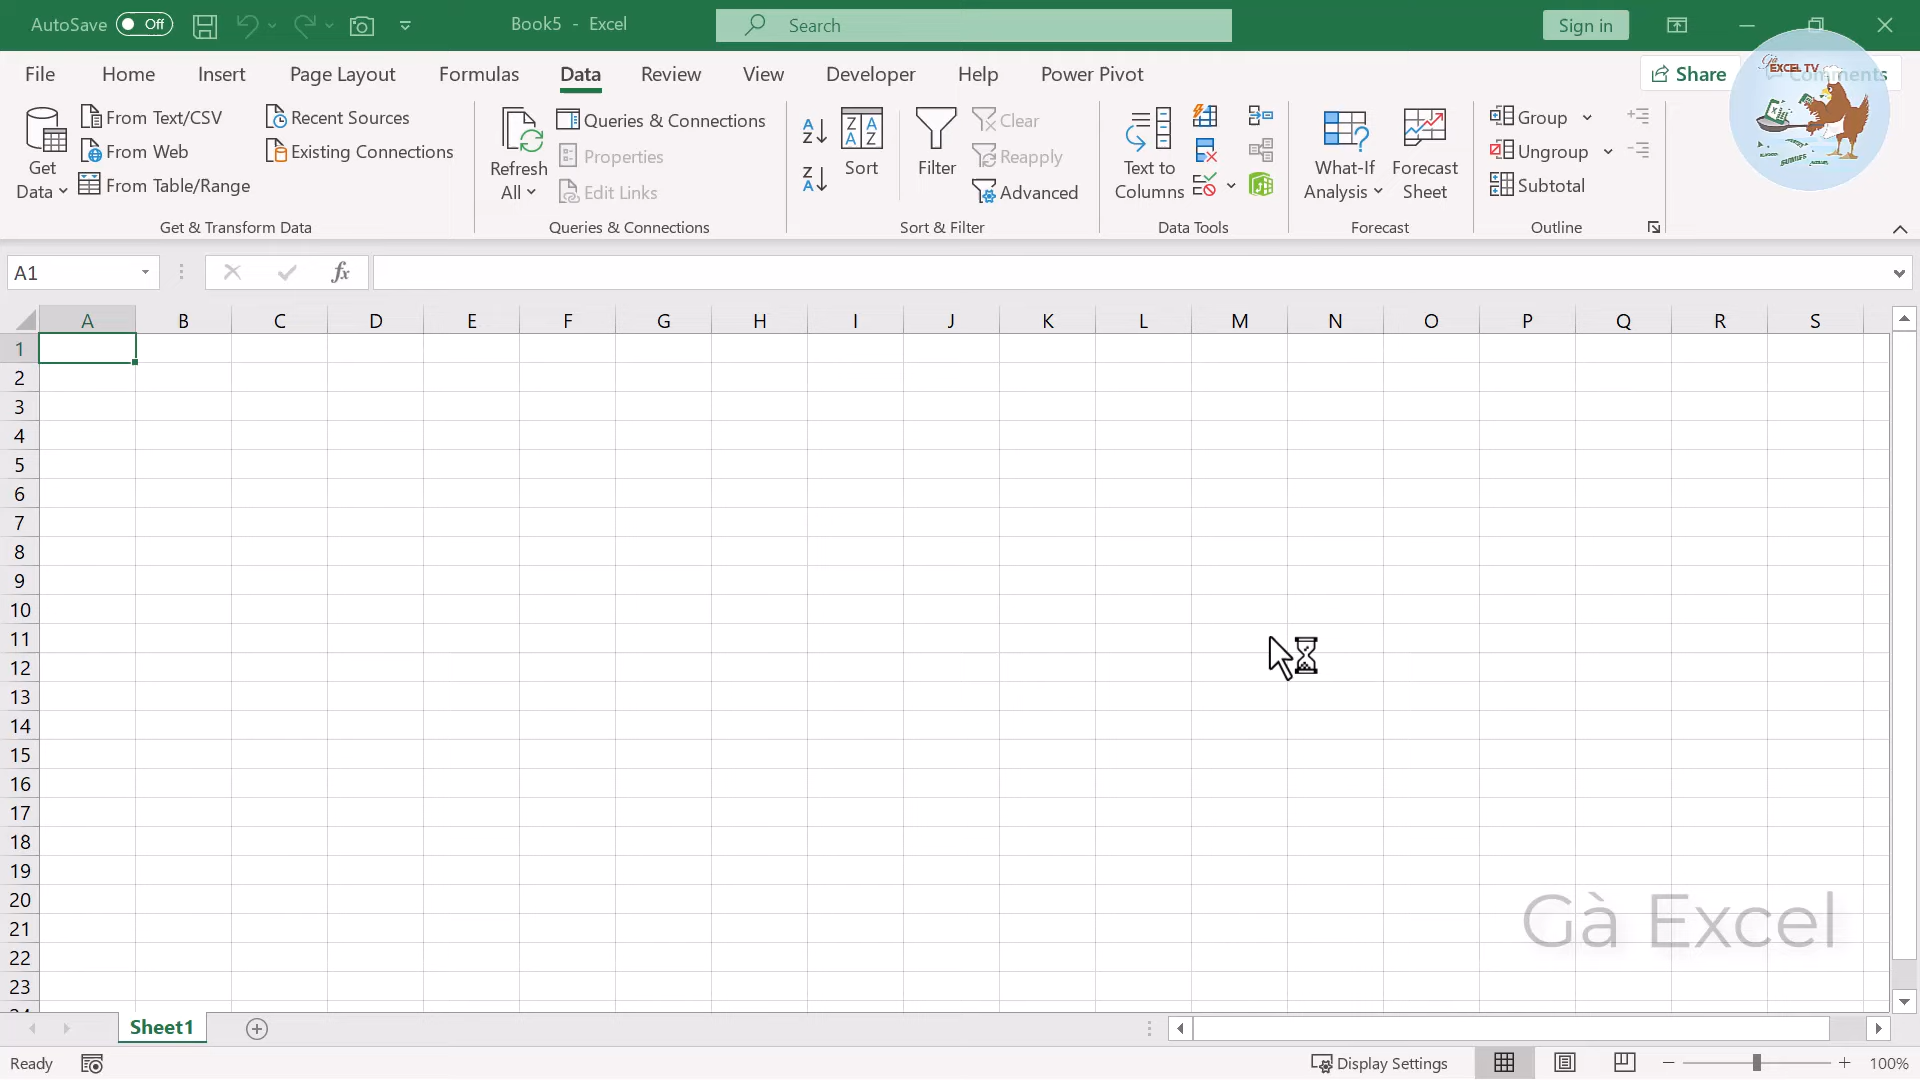 AutoSave Off Book5 - Excel Search Sign in
File Home Insert Page Layout Formulas Data Review View Developer Help Power Pivot Share Comments
EXCEL TV
Get Data
From Text/CSV
From Web
From Table/Range
Recent Sources
Existing Connections
Get & Transform Data
Refresh All
Queries & Connections
Properties
Edit Links
Queries & Connections
Sort
Filter
Clear
Reapply
Advanced
Sort & Filter
Text to Columns
Data Tools
What-If Analysis
Forecast Sheet
Forecast
Group
Ungroup
Subtotal
Outline
A1 fx
A B C D E F G H I J K L M N O P Q R S
1
2
3
4
5
6
7
8
9
10
11
12
13
14
15
16
17
18
19
20
21
22
23
Gà Excel
Sheet1
Ready Display Settings 100%